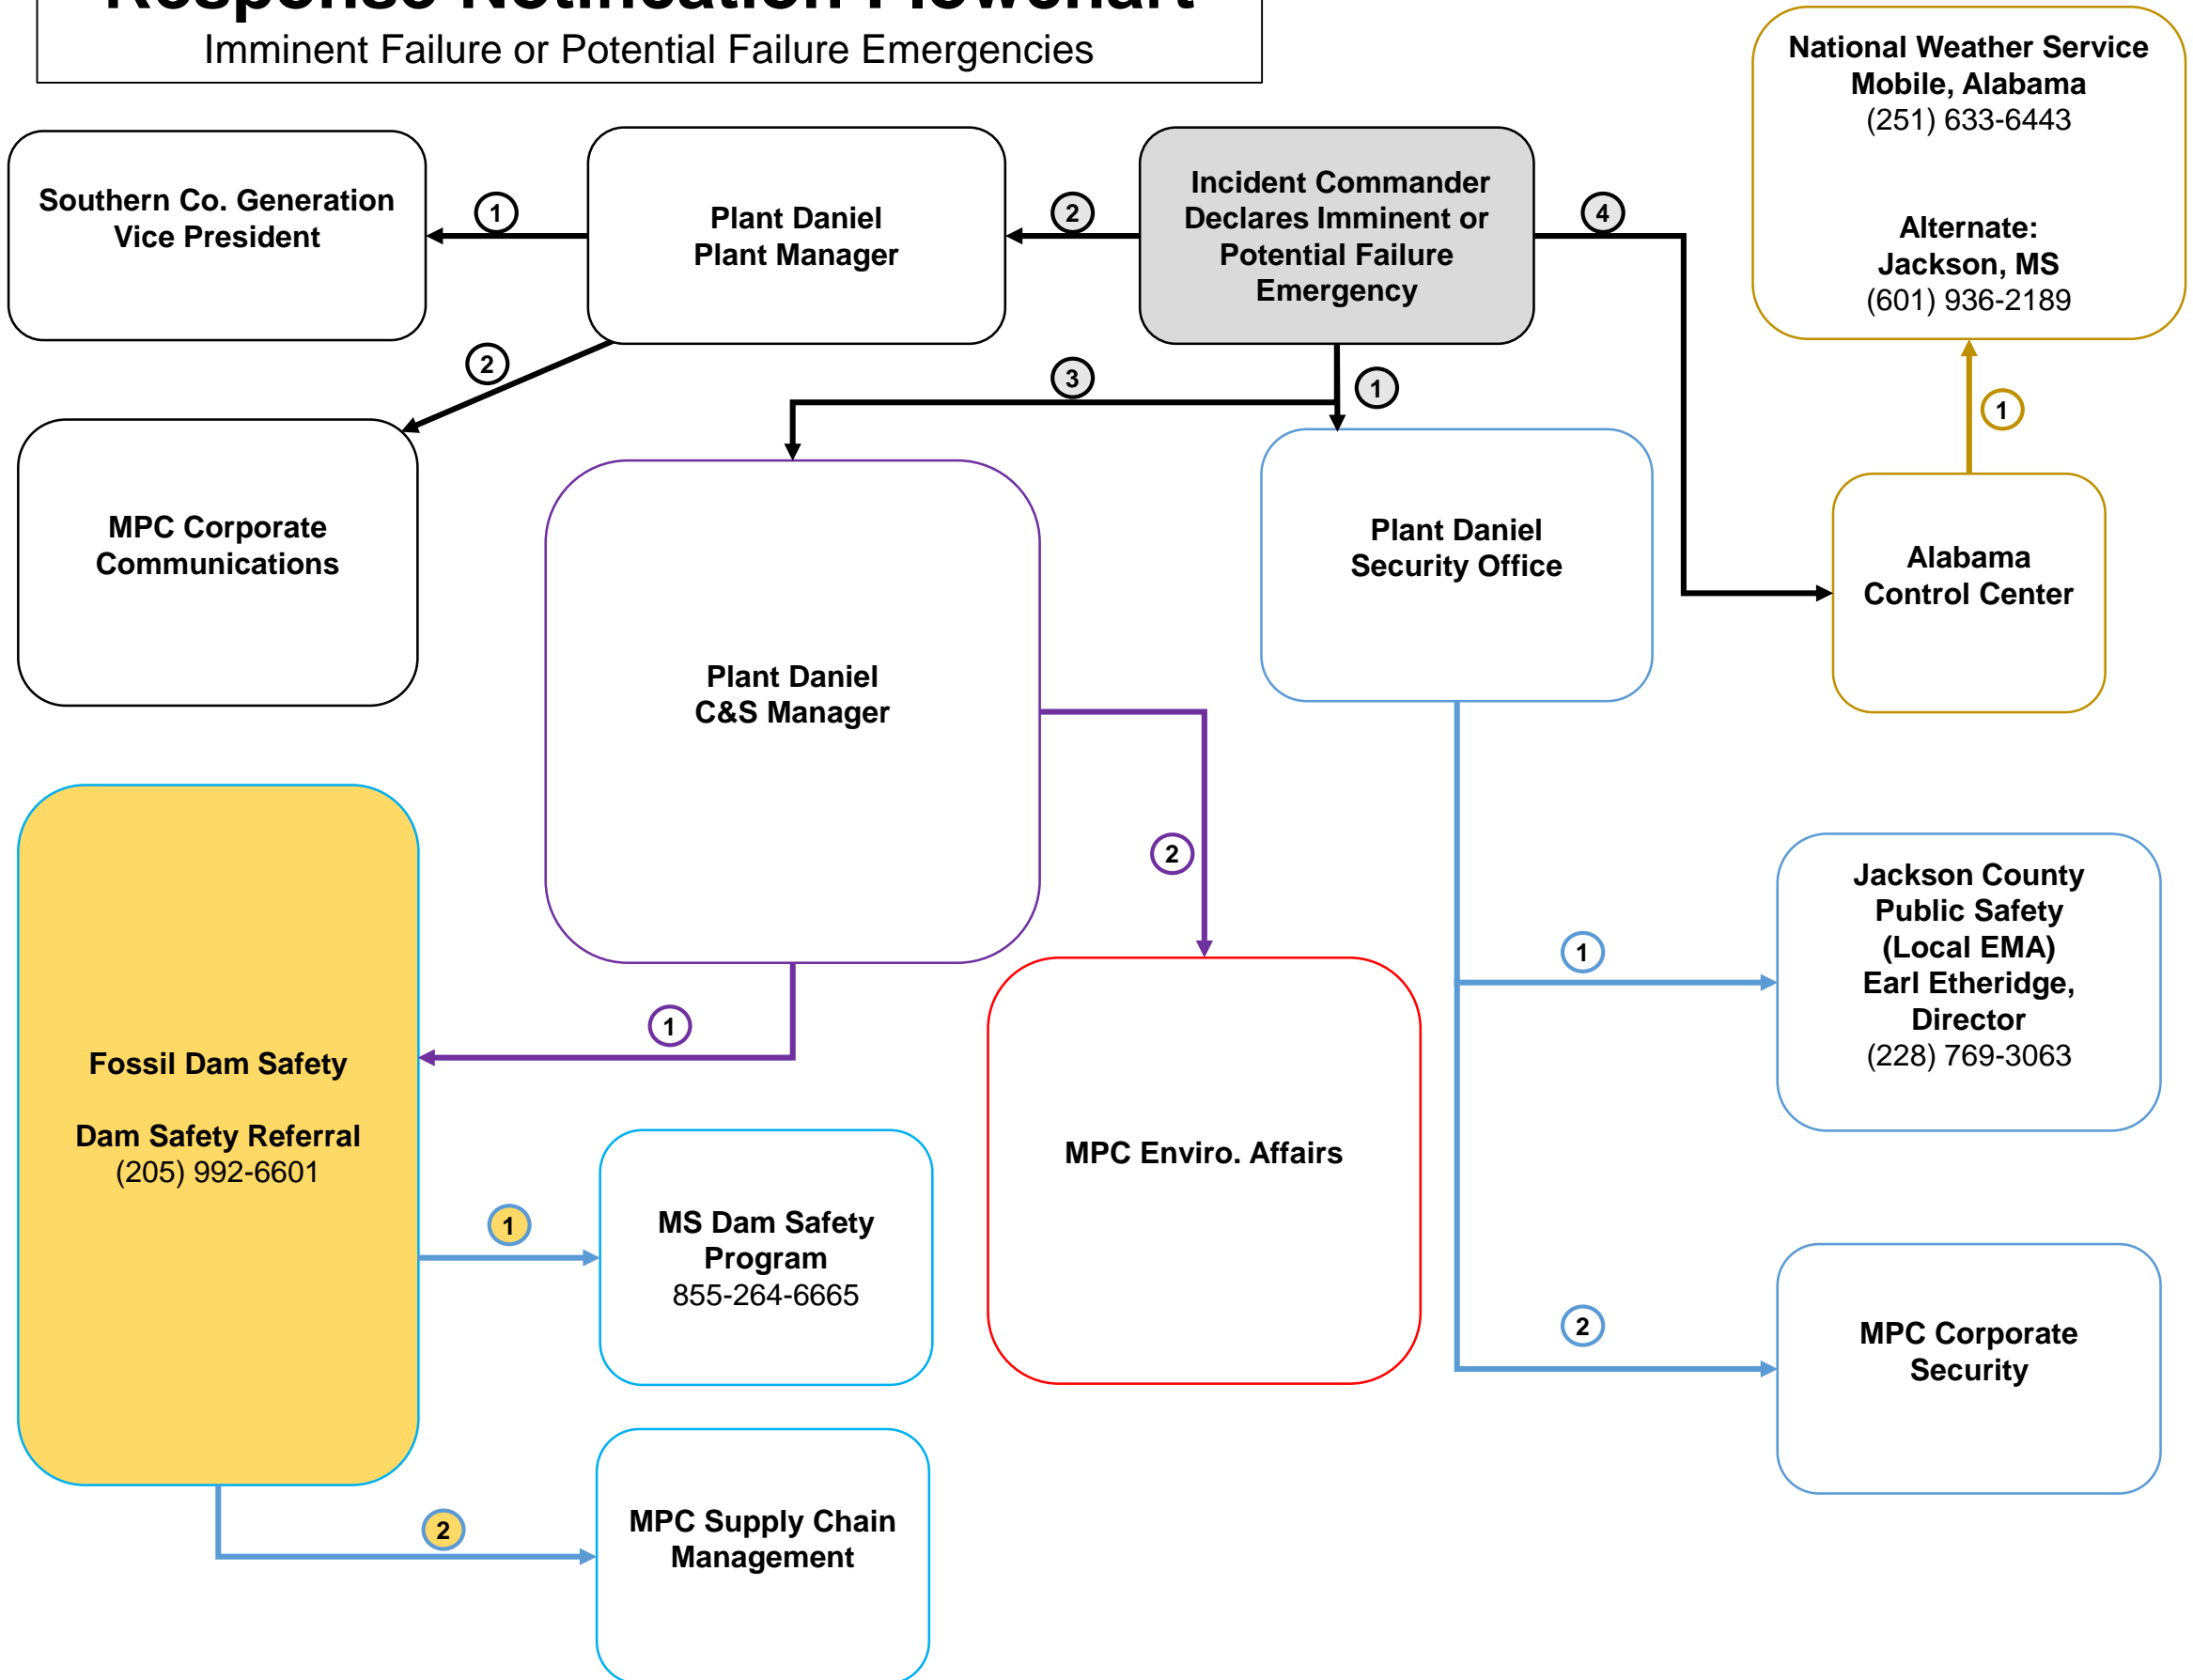 Response Notification Flowchart
Imminent Failure or Potential Failure Emergencies
National Weather Service
Mobile, Alabama
(251) 633-6443
Alternate:
Jackson, MS
(601) 936-2189
Southern Co. Generation
Vice President
1
Plant Daniel
Plant Manager
2
Incident Commander
Declares Imminent or
Potential Failure
Emergency
4
2
3
1
1
MPC Corporate
Communications
Plant Daniel
C&S Manager
Plant Daniel
Security Office
Alabama
Control Center
2
1
Fossil Dam Safety
Dam Safety Referral
(205) 992-6601
1
Jackson County
Public Safety
(Local EMA)
Earl Etheridge,
Director
(228) 769-3063
1
MS Dam Safety
Program
855-264-6665
MPC Enviro. Affairs
2
MPC Corporate
Security
2
MPC Supply Chain
Management